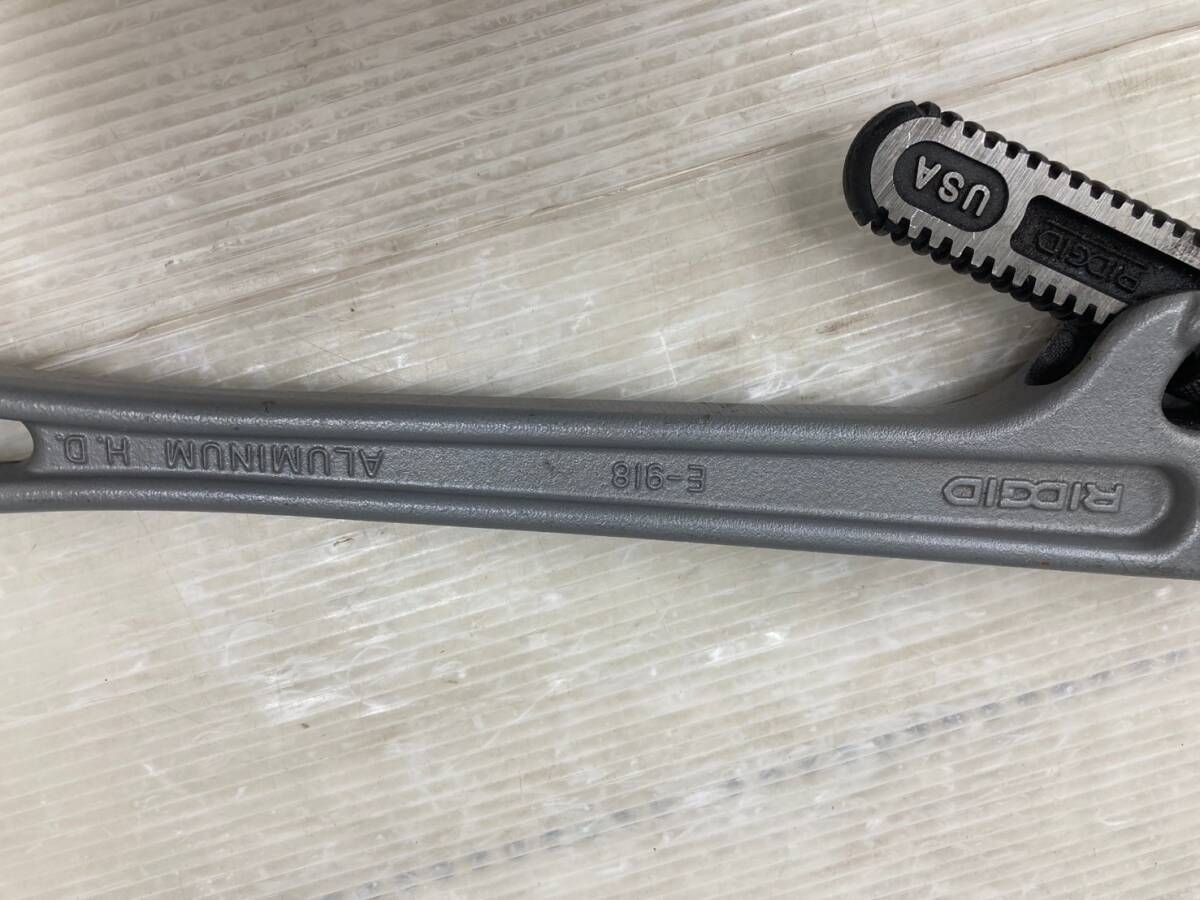 RIDGID E-918 ALUMINUM H.D.
USA
RIDGID